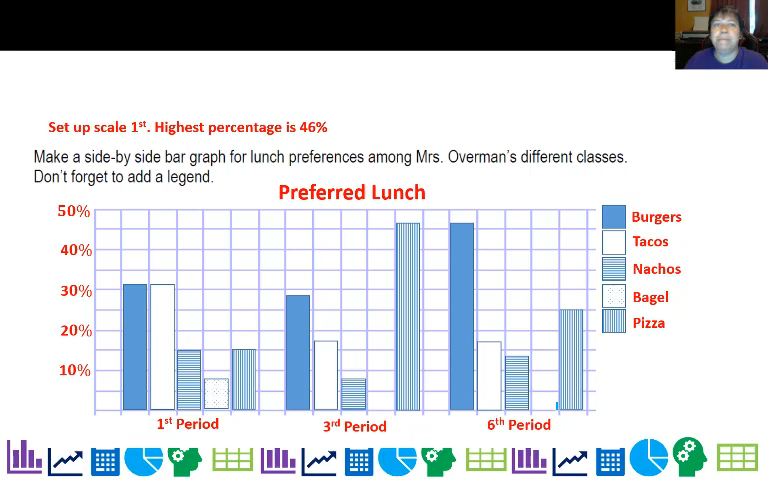 Set up scale 1st. Highest percentage is 46%
Make a side-by side bar graph for lunch preferences among Mrs. Overman's different classes.
Don't forget to add a legend.
Preferred Lunch
50%
40%
30%
20%
10%
Burgers
Tacos
Nachos
Bagel
Pizza
1st Period
3rd Period
6th Period